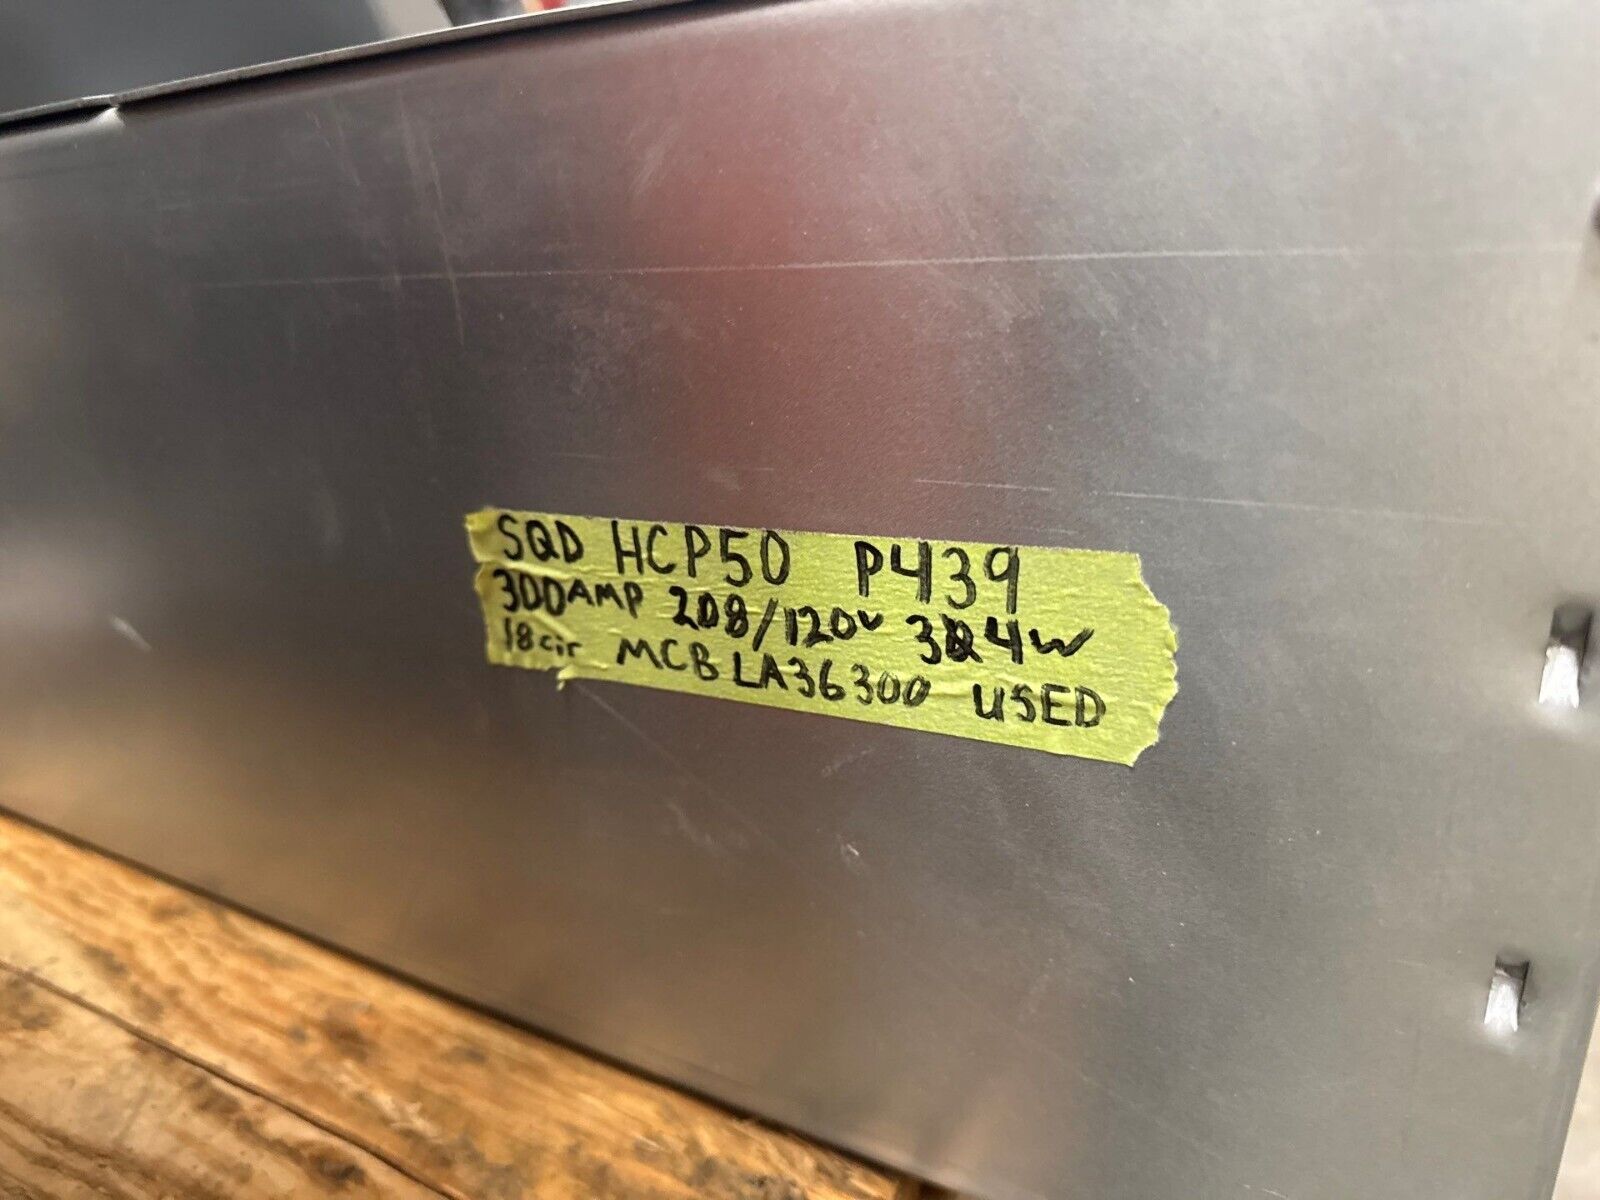 SQD HCP50 P439
300AMP 208/120V 3Ø4W
18cir MCB LA36300 USED